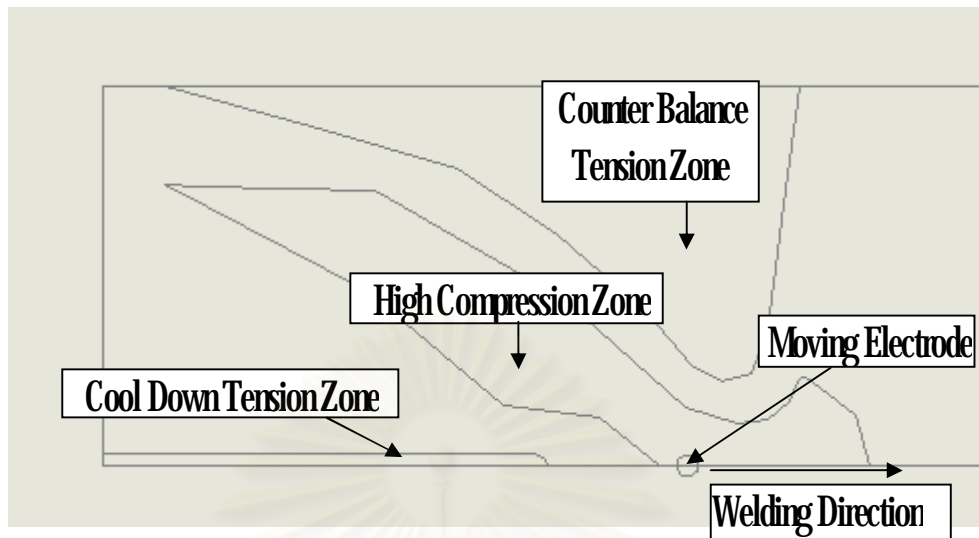 Counter Balance
Tension Zone
High Compression Zone
Moving Electrode
Cool Down Tension Zone
Welding Direction